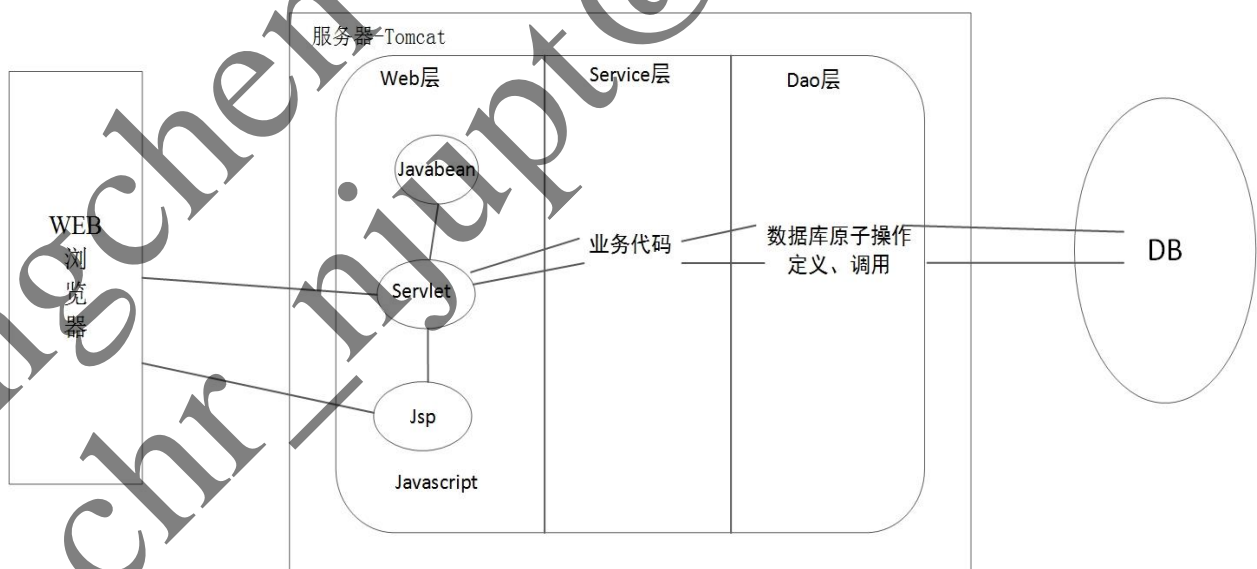 服务器-Tomcat
Web层
Service层
Dao层
Javabean
WEB
浏
览
器
业务代码
数据库原子操作
定义、调用
DB
Servlet
Jsp
Javascript
ngchen
chr_njupt@